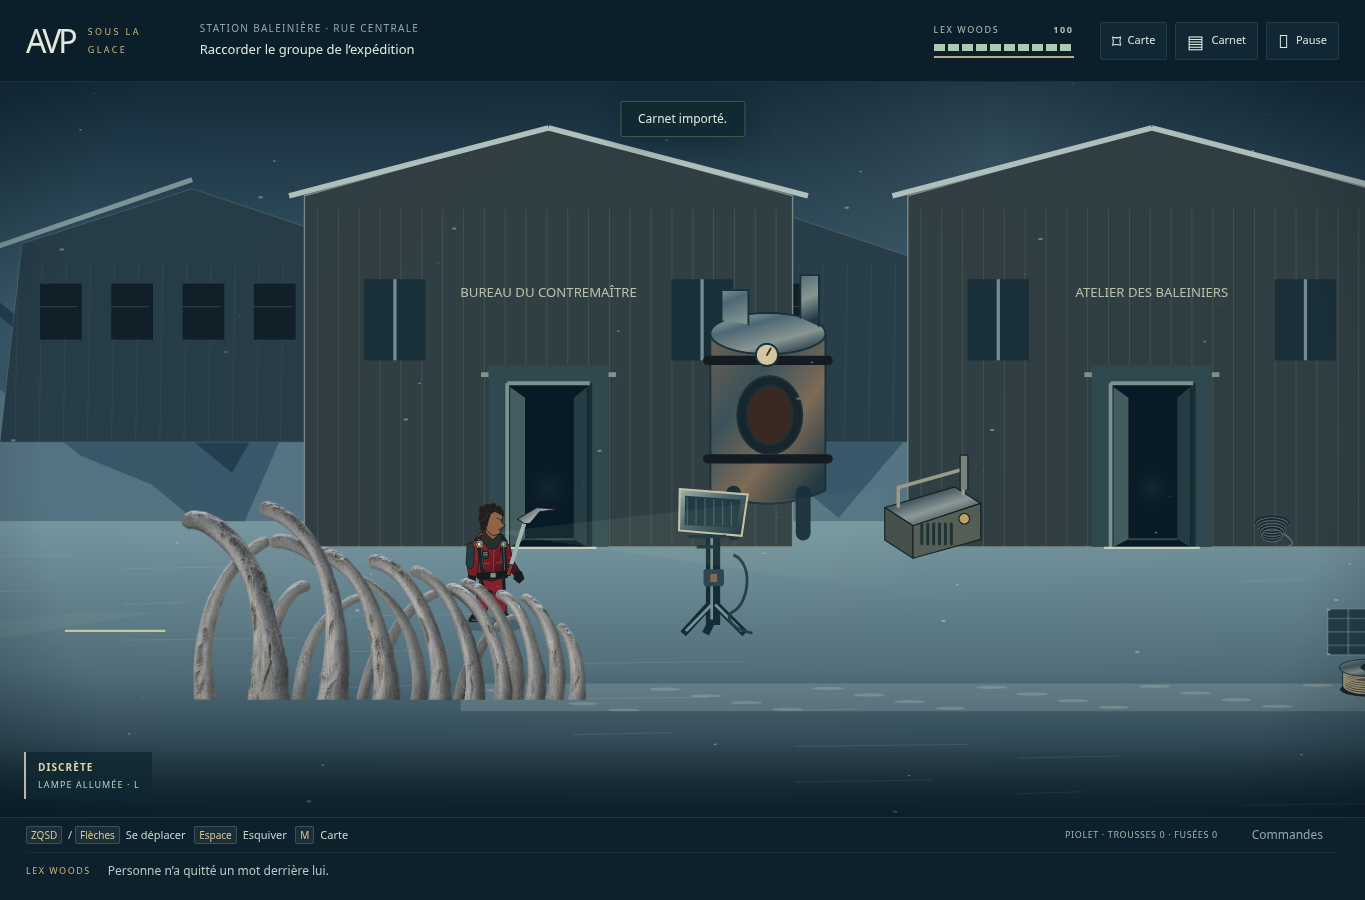 AVP
SOUS LA
GLACE
STATION BALEINIÈRE · RUE CENTRALE
Raccorder le groupe de l’expédition
LEX WOODS 100
Carte
Carnet
Pause
Carnet importé.
BUREAU DU CONTREMAÎTRE
ATELIER DES BALEINIERS
DISCRÈTE
LAMPE ALLUMÉE · L
ZQSD / Flèches Se déplacer Espace Esquiver M Carte
PIOLET · TROUSSES 0 · FUSÉES 0
Commandes
LEX WOODS Personne n’a quitté un mot derrière lui.